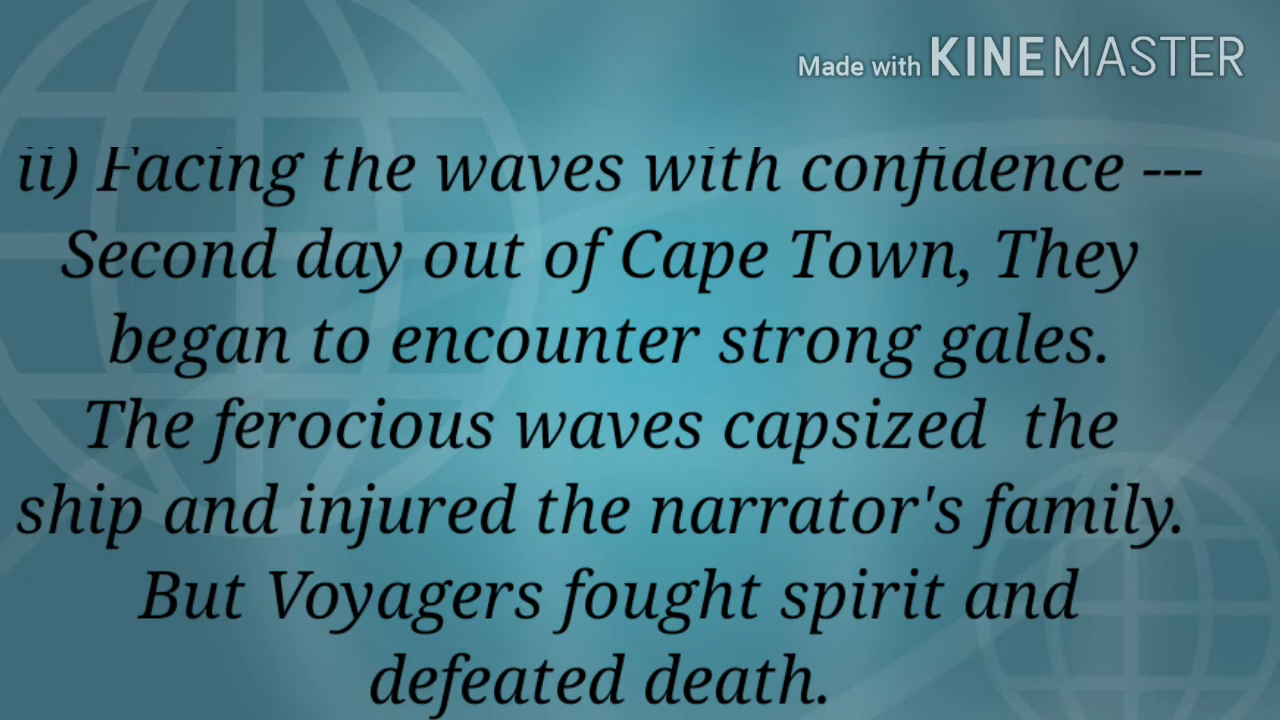 Made with KINEMASTER
ii) Facing the waves with confidence ---
Second day out of Cape Town, They
began to encounter strong gales.
The ferocious waves capsized  the
ship and injured the narrator's family.
But Voyagers fought spirit and
defeated death.